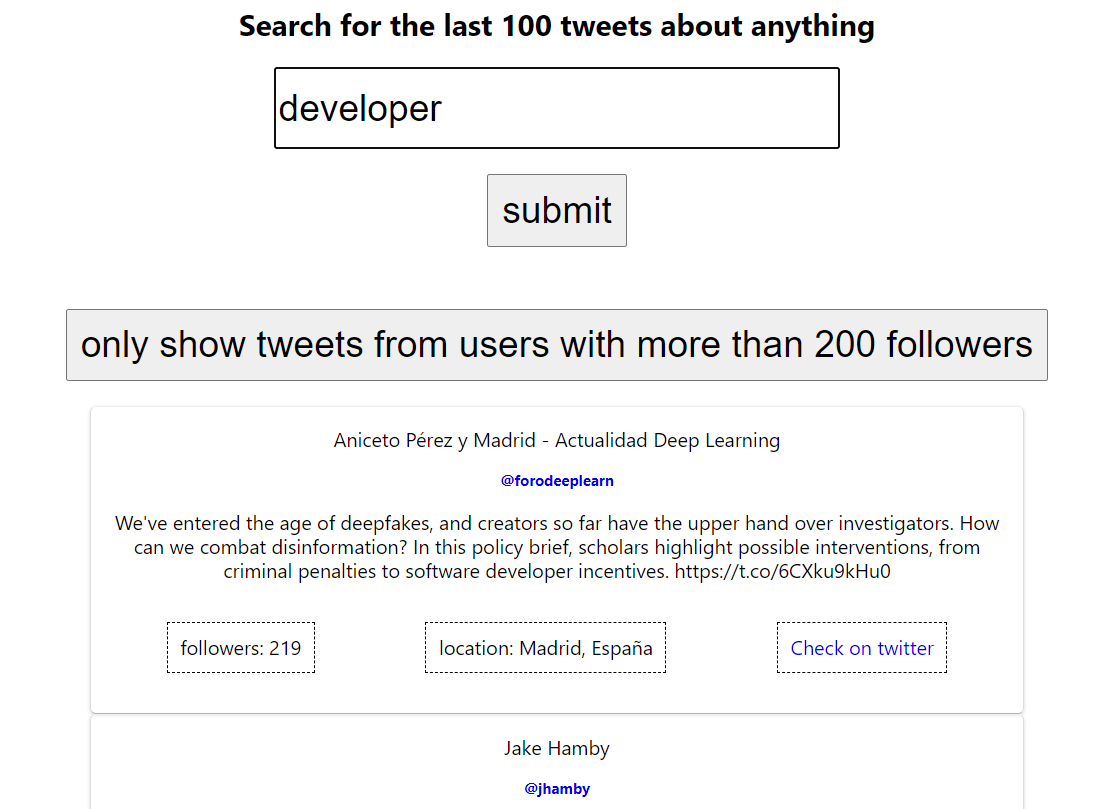 Search for the last 100 tweets about anything
developer
submit
only show tweets from users with more than 200 followers
Aniceto Pérez y Madrid - Actualidad Deep Learning
@forodeeplearn
We've entered the age of deepfakes, and creators so far have the upper hand over investigators. How
can we combat disinformation? In this policy brief, scholars highlight possible interventions, from
criminal penalties to software developer incentives. https://t.co/6CXku9kHu0
followers: 219
location: Madrid, España
Check on twitter
Jake Hamby
@jhamby